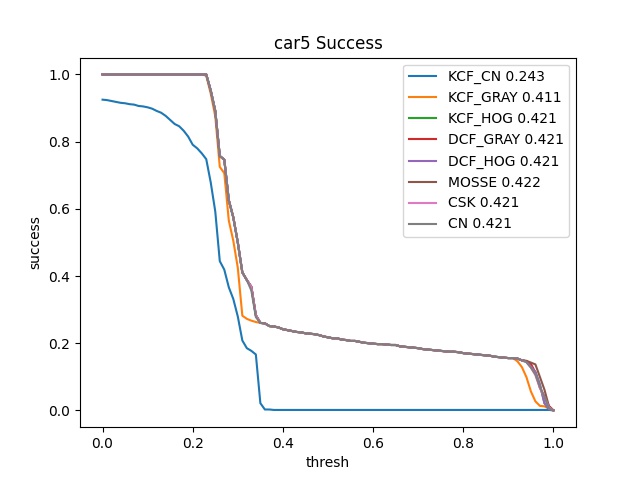 car5 Success
KCF_CN 0.243
KCF_GRAY 0.411
KCF_HOG 0.421
DCF_GRAY 0.421
DCF_HOG 0.421
MOSSE 0.422
CSK 0.421
CN 0.421
success
1.0
0.8
0.6
0.4
0.2
0.0
0.0 0.2 0.4 0.6 0.8 1.0
thresh